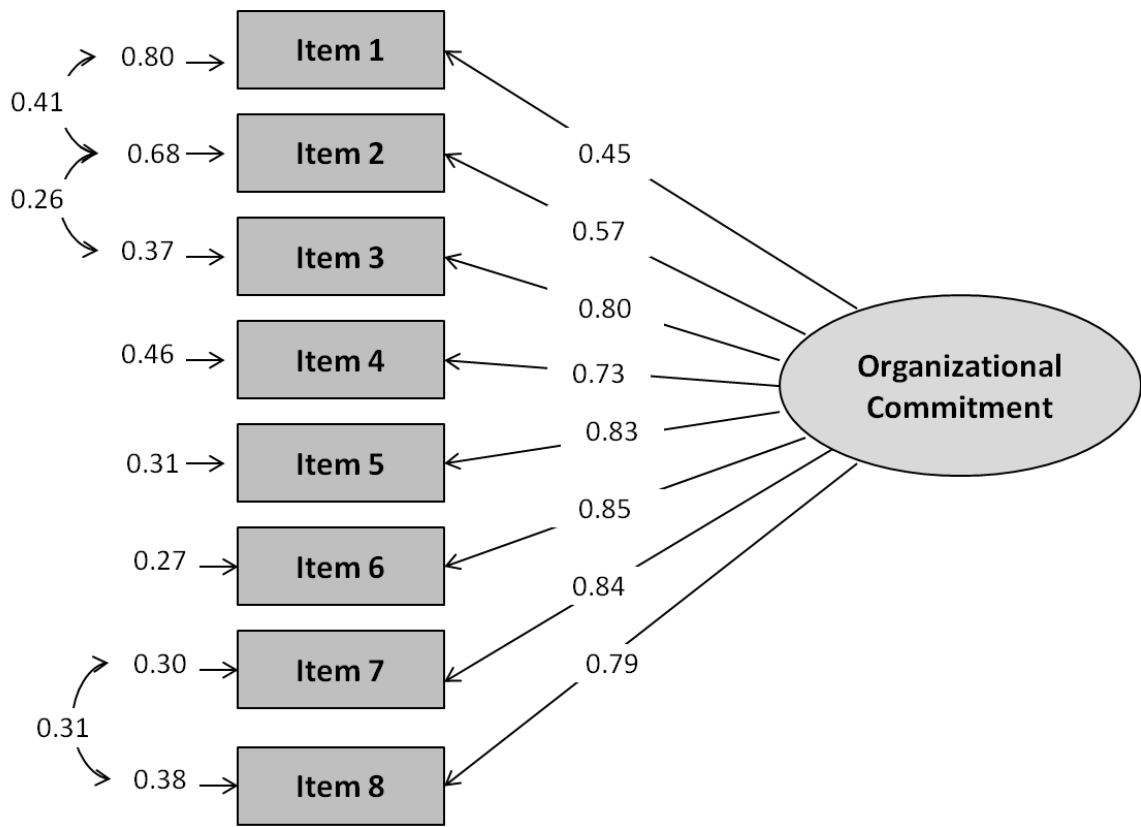 0.80
Item 1
0.41
0.68
Item 2
0.45
0.26
0.57
0.37
Item 3
0.80
0.46
Item 4
0.73
Organizational
Commitment
0.31
Item 5
0.83
0.27
Item 6
0.85
0.30
Item 7
0.84
0.31
0.79
0.38
Item 8